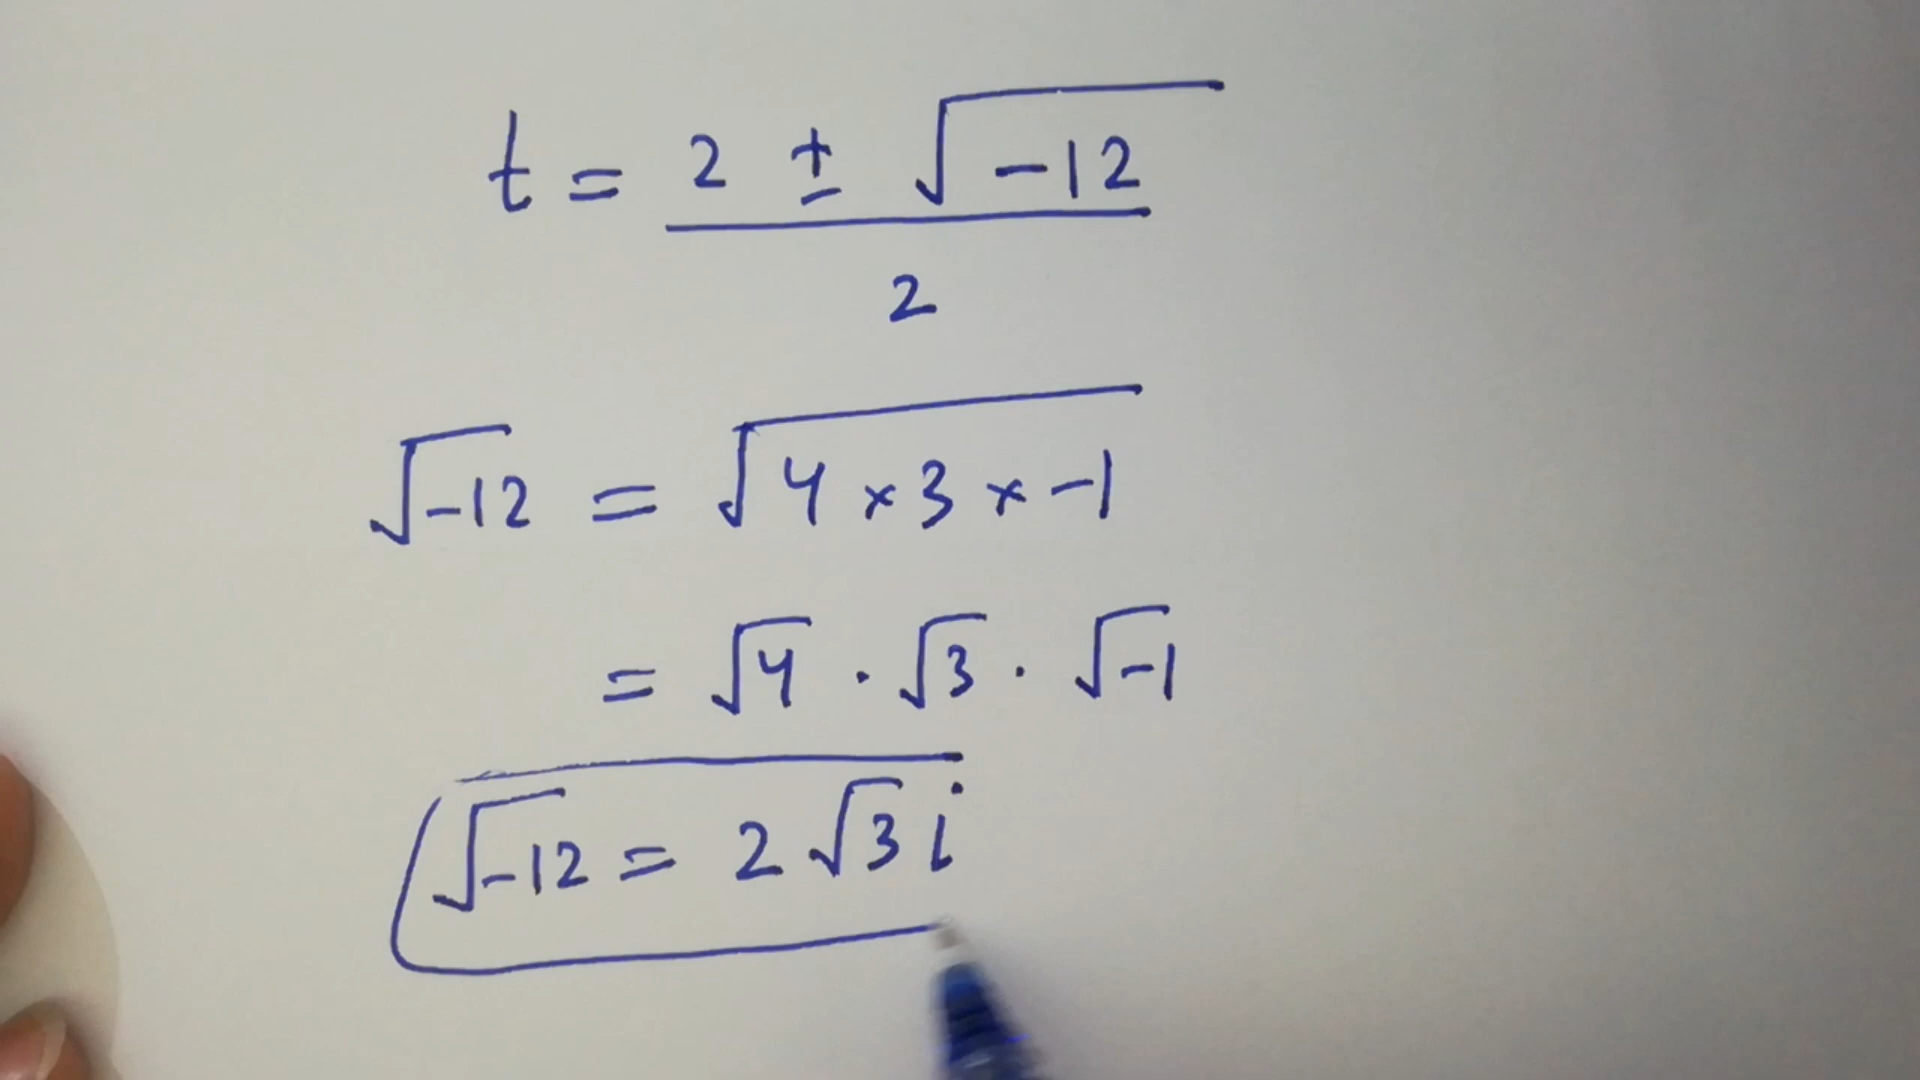 t = 2 ± √-12
2
√-12 = √4 × 3 × -1
= √4 · √3 · √-1
√-12 = 2√3 i